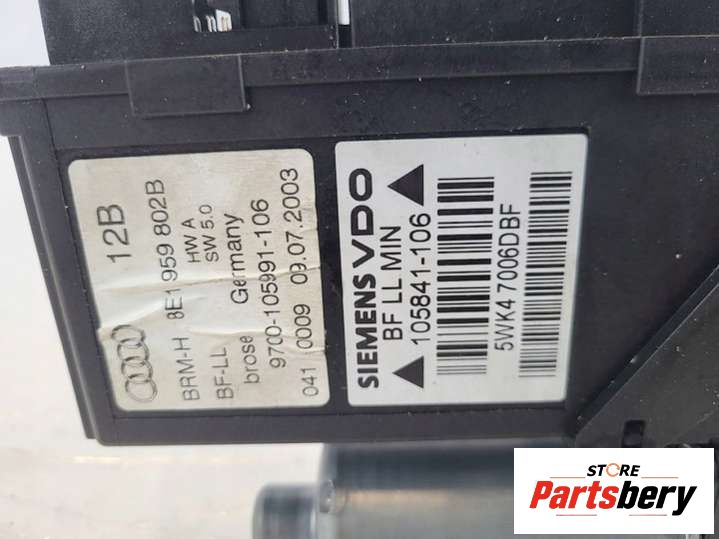 12B
BRM-H 8E1 959 802B
HW A
BF-LL SW 5.0
brose Germany
9700-105991-106
041 0009 09.07.2003
SIEMENS VDO
BF LL MIN
105841-106
5WK4 7006DBF
STORE
Partsbery